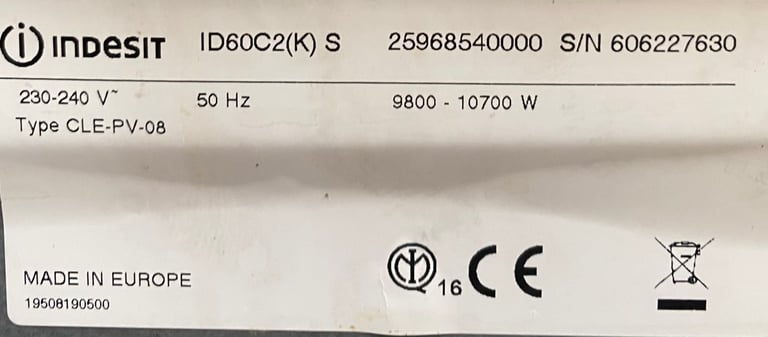 INDESIT ID60C2(K) S 25968540000 S/N 606227630
230-240 V~ 50 Hz 9800 - 10700 W
Type CLE-PV-08
MADE IN EUROPE 16 CE
19508190500